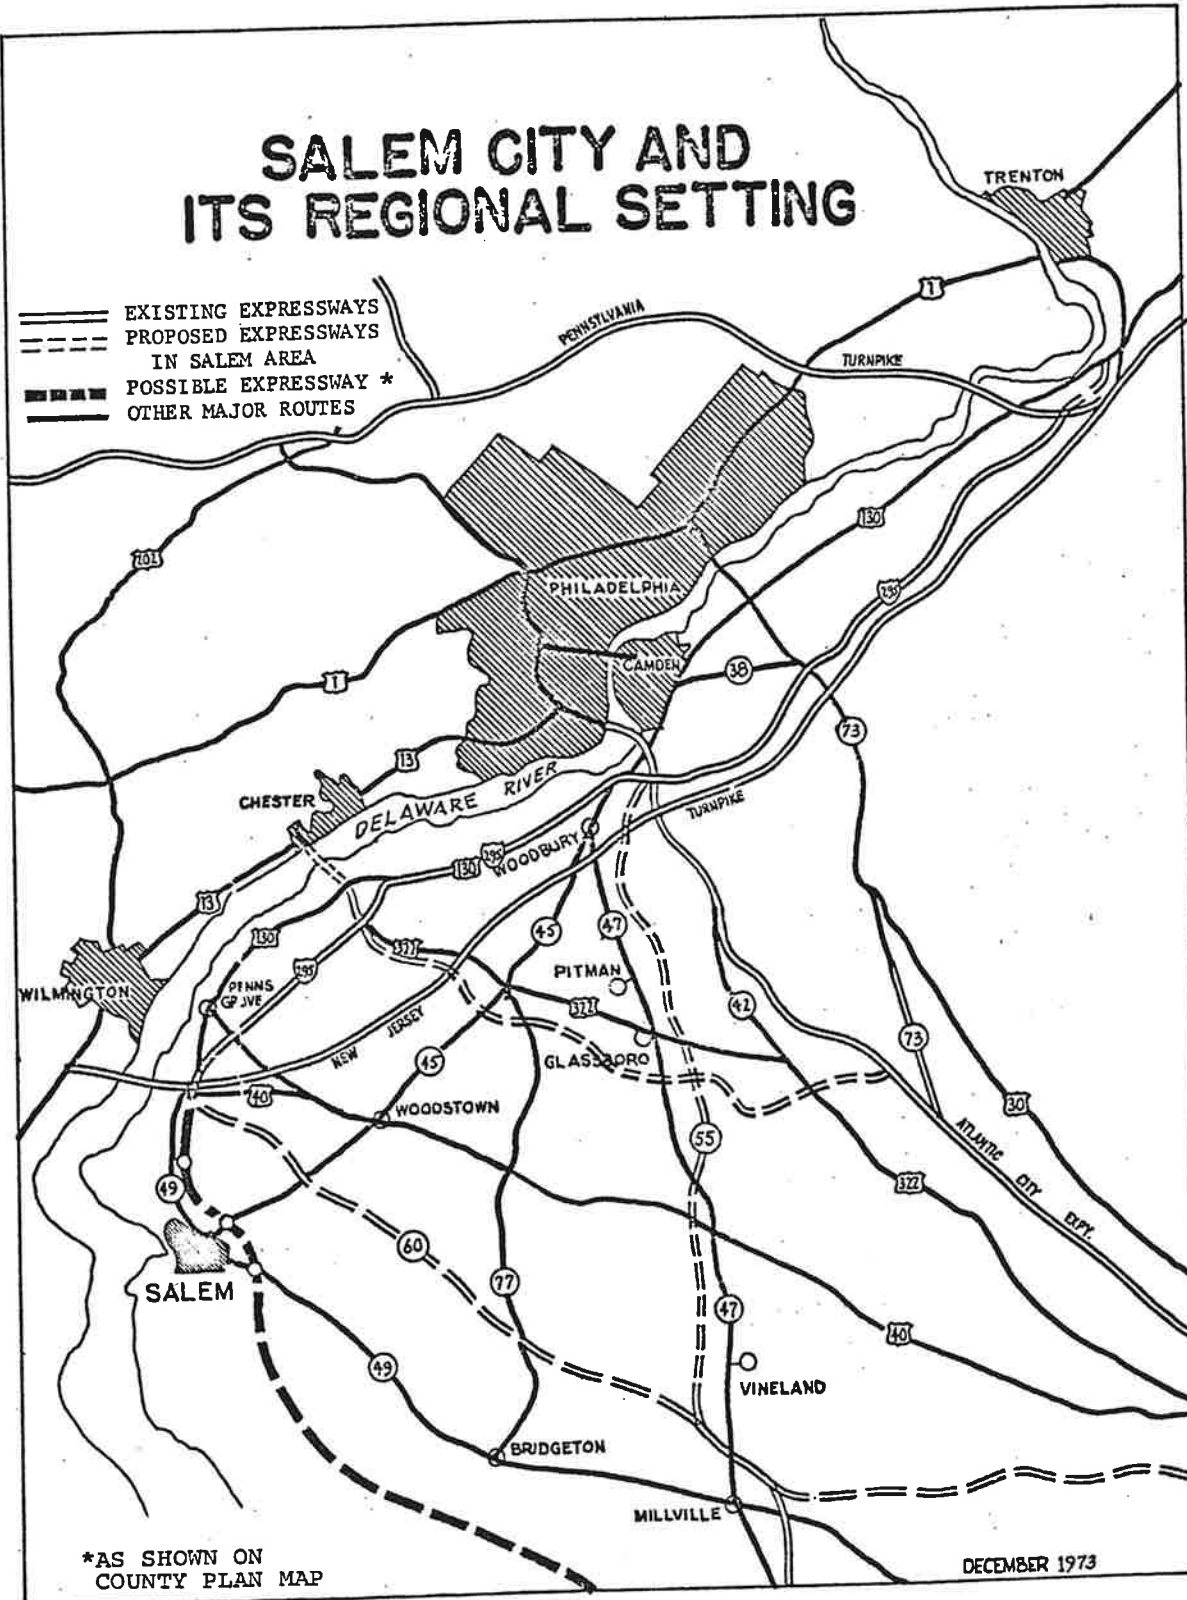 SALEM CITY AND
ITS REGIONAL SETTING
EXISTING EXPRESSWAYS
PROPOSED EXPRESSWAYS
IN SALEM AREA
POSSIBLE EXPRESSWAY *
OTHER MAJOR ROUTES
TRENTON
1
PENNSYLVANIA
TURNPIKE
202
130
295
PHILADELPHIA
CAMDEN
38
1
73
13
CHESTER
DELAWARE RIVER
TURNPIKE
WOODBURY
295
130
13
130
45
47
322
295
PITMAN
PENNS
GROVE
WILMINGTON
322
42
NEW JERSEY
GLASSBORO
73
45
40
WOODSTOWN
30
55
ATLANTIC CITY EXPY.
49
322
60
SALEM
77
47
40
49
VINELAND
BRIDGETON
MILLVILLE
*AS SHOWN ON
COUNTY PLAN MAP
DECEMBER 1973